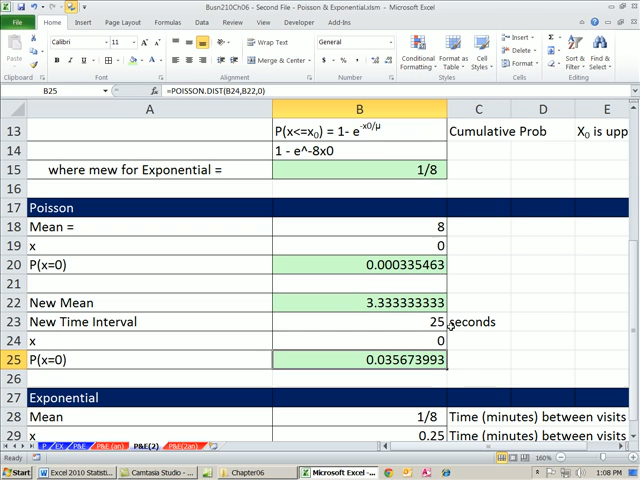 Busn210Ch06 - Second File - Poisson & Exponential.xlsm - Microsoft Excel
File Home Insert Page Layout Formulas Data Review View Developer Add-Ins
Calibri 11 Wrap Text General Insert
Paste Merge & Center Conditional Formatting Format as Table Cell Styles Delete Format Sort & Filter Find & Select
Clipboard Font Alignment Number Styles Cells Editing
B25 =POISSON.DIST(B24,B22,0)
A B C D E
13 P(x<=x0) = 1- e^-x0/μ Cumulative Prob X0 is upp
14 1 - e^-8x0
15 where mew for Exponential = 1/8
16
17 Poisson
18 Mean = 8
19 x 0
20 P(x=0) 0.000335463
21
22 New Mean 3.333333333
23 New Time Interval 25 seconds
24 x 0
25 P(x=0) 0.035673993
26
27 Exponential
28 Mean 1/8 Time (minutes) between visits
29 x 0.25 Time (minutes) between visits
P EX P&E P&E (an) P&E(2) P&E(2an)
Ready 160%
Start Excel 2010 Statisti... Camtasia Studio - ... Chapter06 Microsoft Excel - ... 1:08 PM